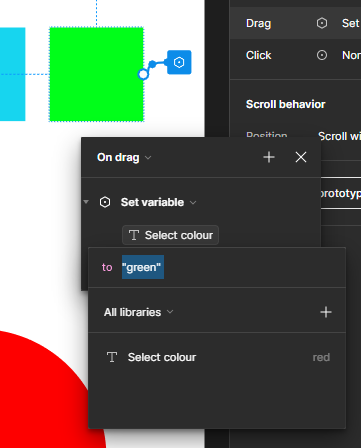 Drag Set
Click Nor
Scroll behavior
Position Scroll wi
On drag
prototyp
Set variable
Select colour
to "green"
All libraries
Select colour red